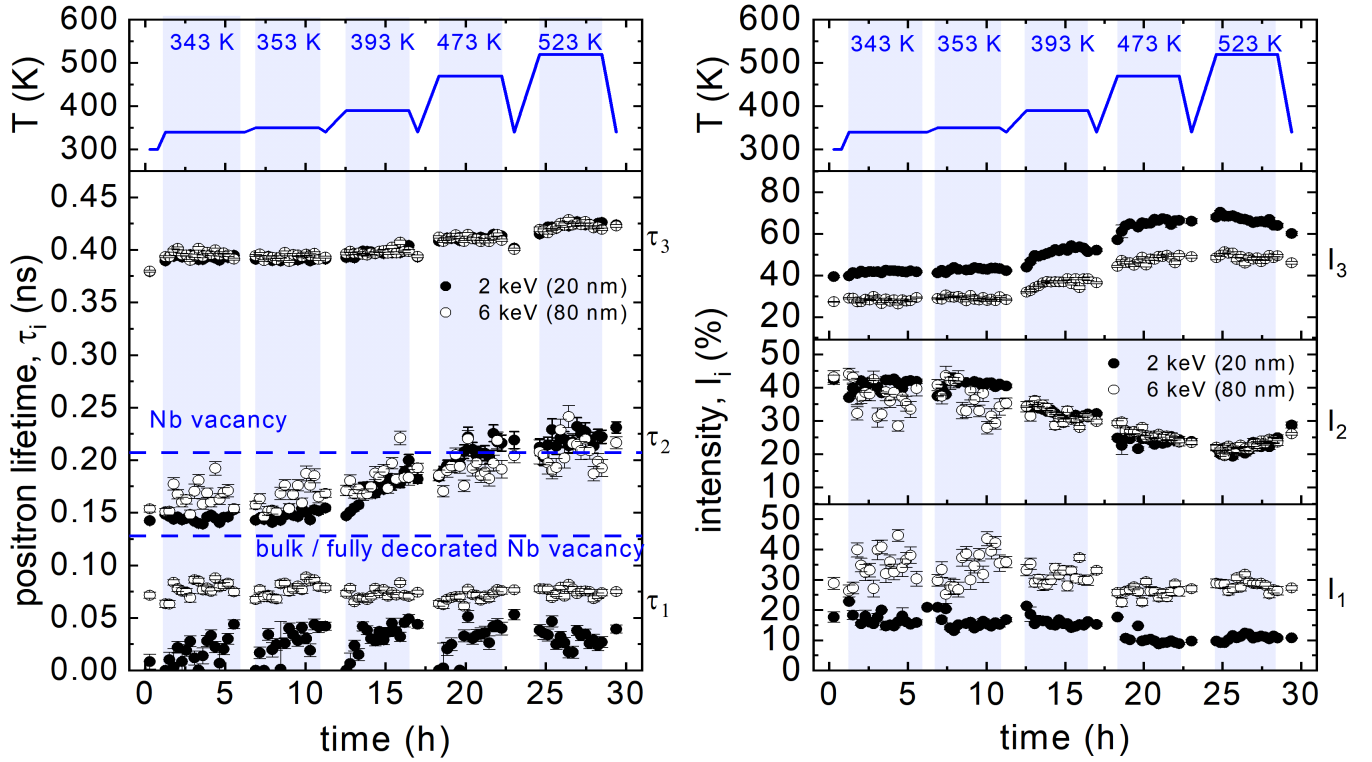 600
500
400
300
T (K)
343 K 353 K 393 K 473 K 523 K
0.45
0.40
0.35
0.30
0.25
0.20
0.15
0.10
0.05
0.00
positron lifetime, τi (ns)
τ3
2 keV (20 nm)
6 keV (80 nm)
Nb vacancy
τ2
bulk / fully decorated Nb vacancy
τ1
0 5 10 15 20 25 30
time (h)
600
500
400
300
T (K)
343 K 353 K 393 K 473 K 523 K
80
60
40
20
I3
intensity, Ii (%)
50
40
30
20
10
2 keV (20 nm)
6 keV (80 nm)
I2
50
40
30
20
10
0
I1
0 5 10 15 20 25 30
time (h)